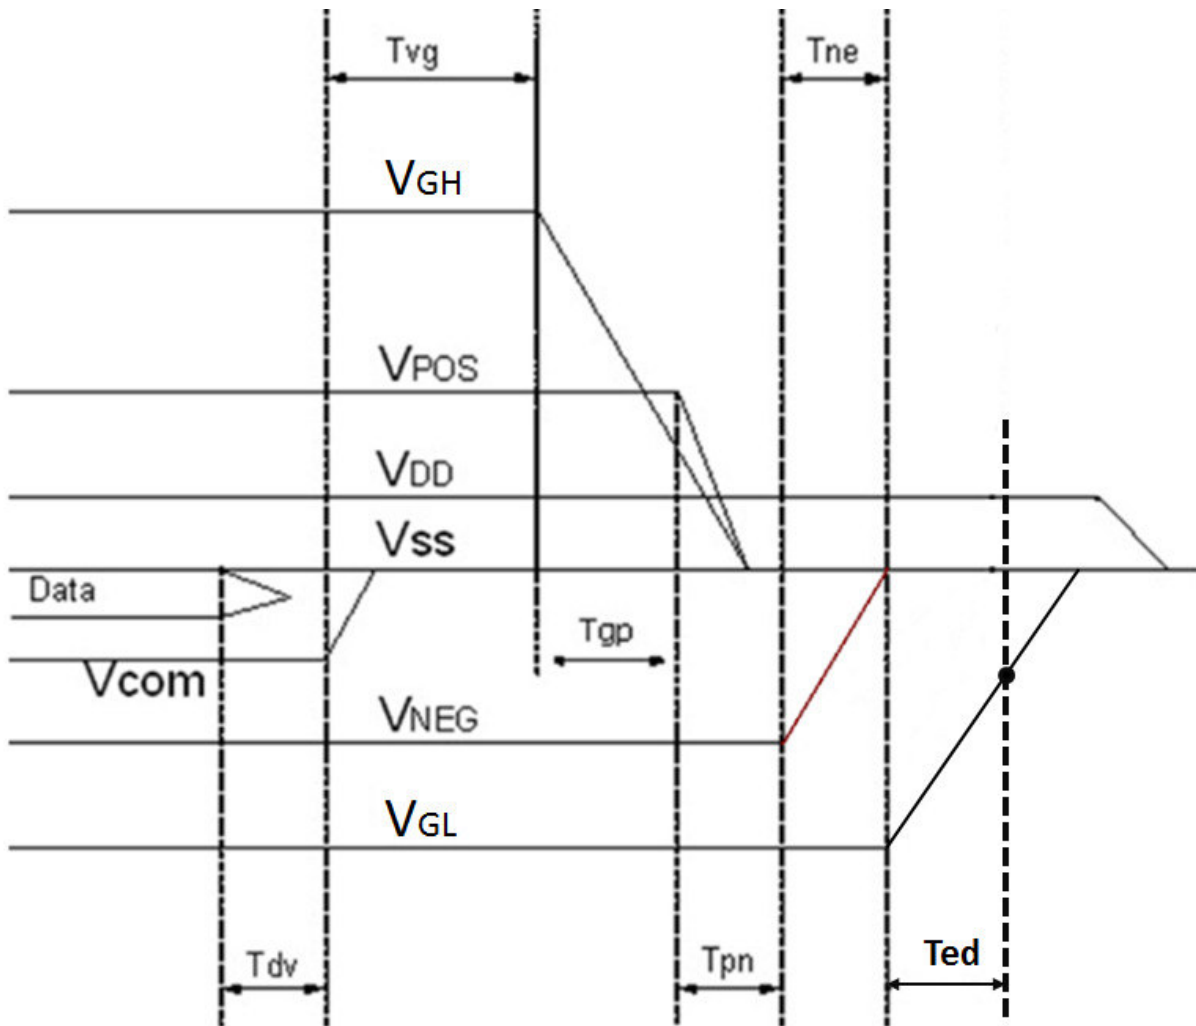 Tvg
Tne
VGH
VPOS
VDD
Vss
Data
Tgp
Vcom
VNEG
VGL
Tdv
Tpn
Ted